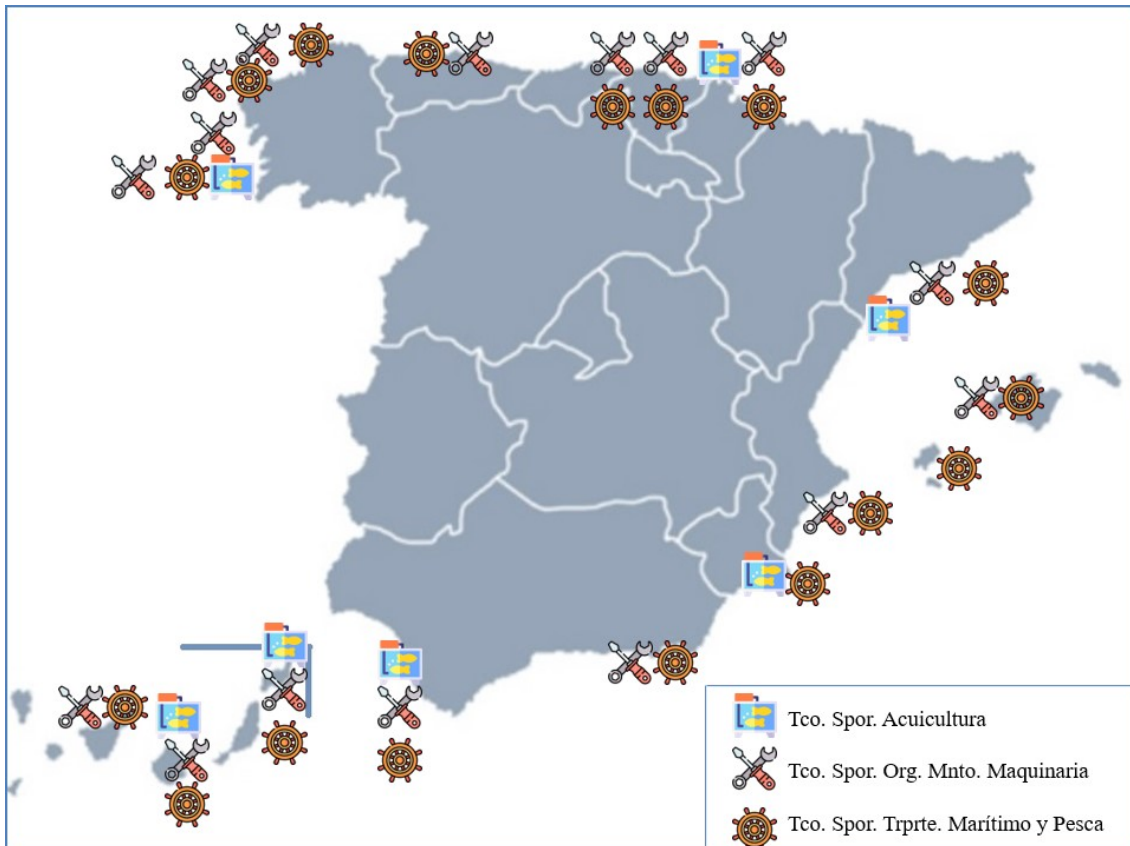 Tco. Spor. Acuicultura
Tco. Spor. Org. Mnto. Maquinaria
Tco. Spor. Trprte. Marítimo y Pesca